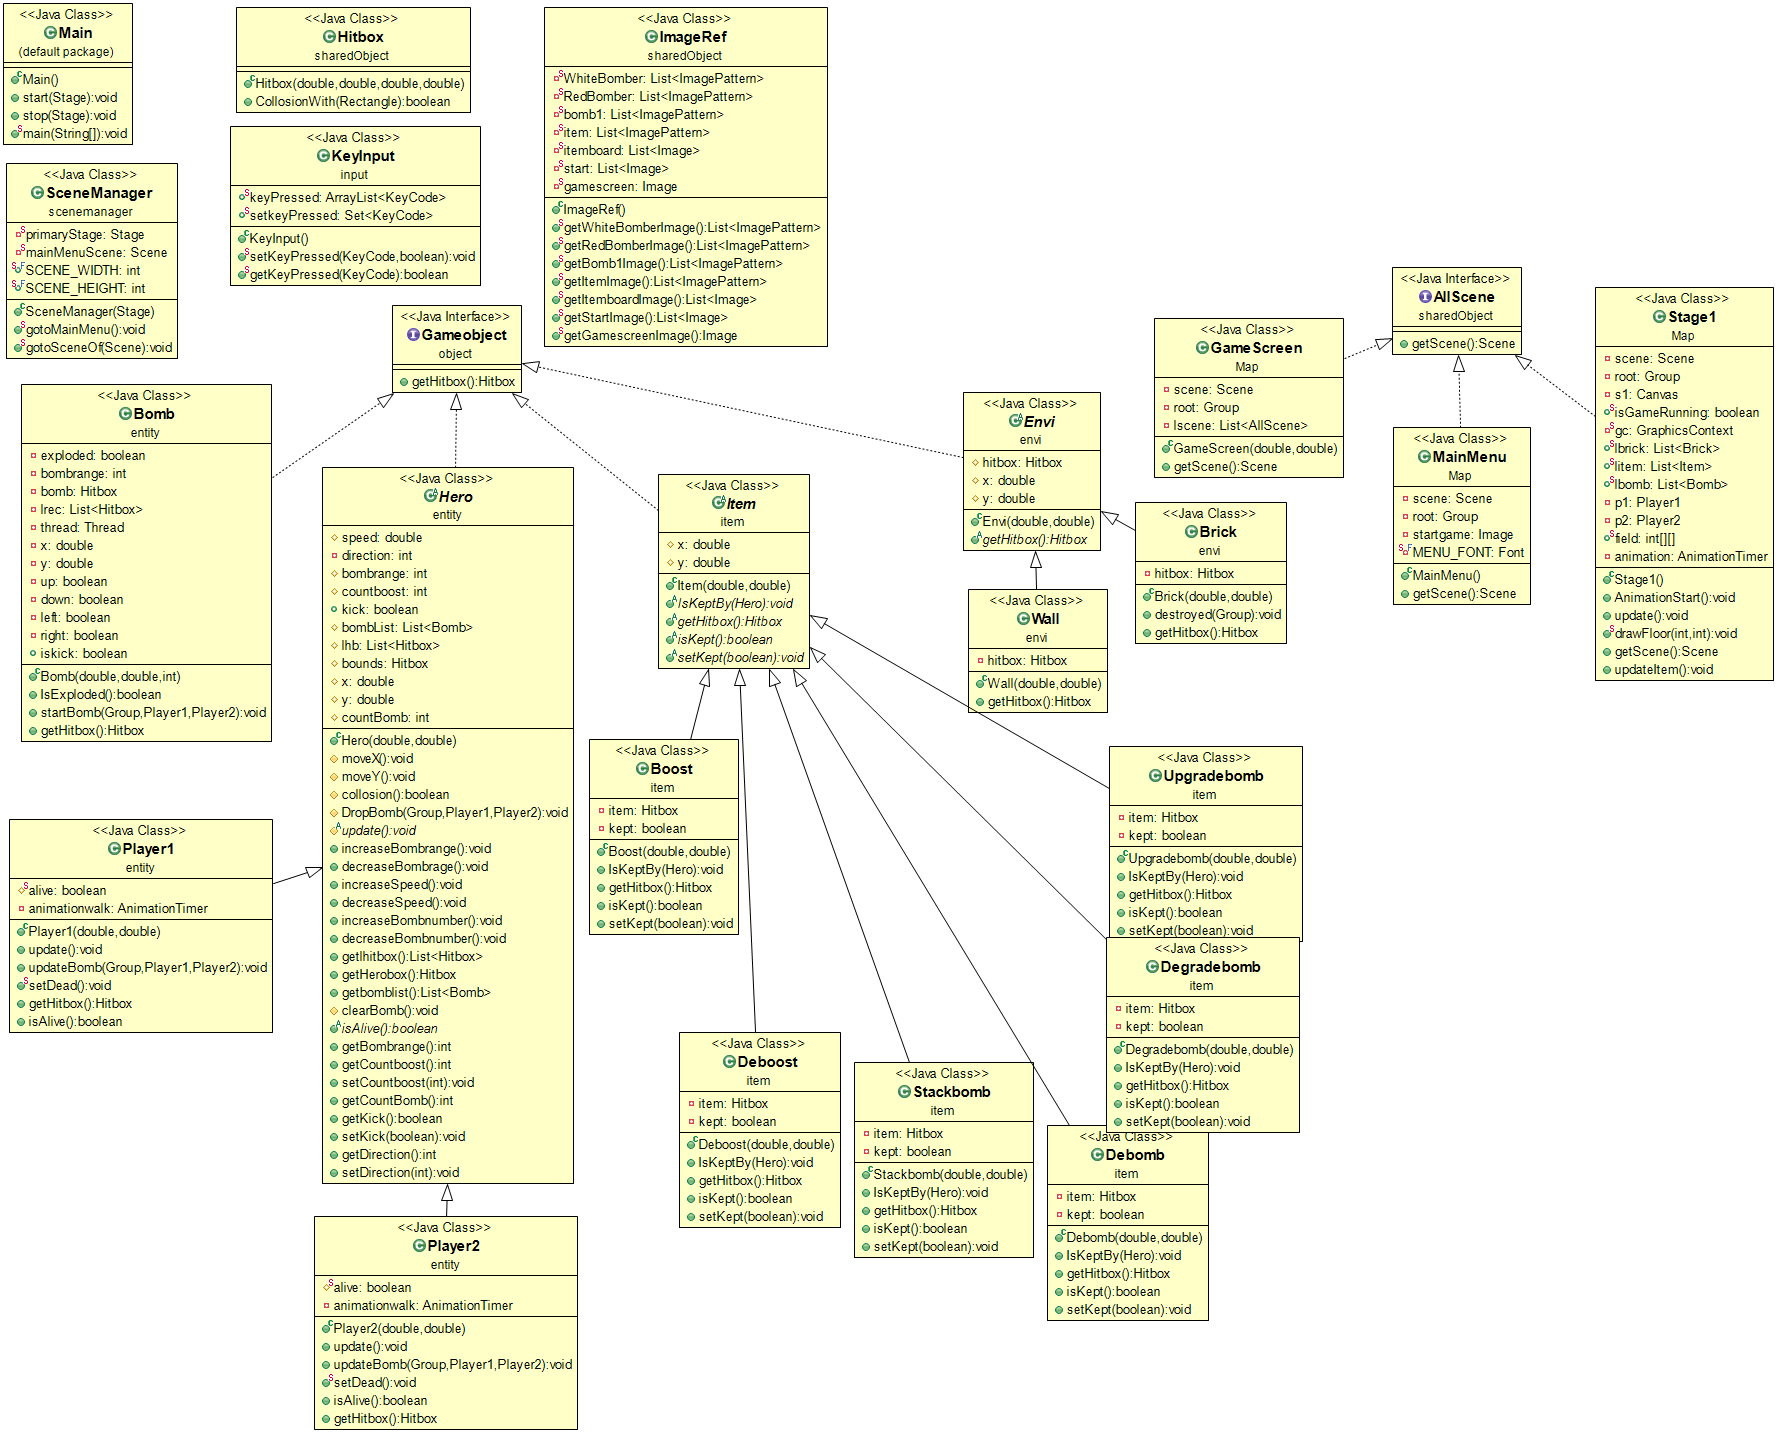 <<Java Class>>
Main
(default package)
Main()
start(Stage):void
stop(Stage):void
main(String[]):void
<<Java Class>>
Hitbox
sharedObject
Hitbox(double,double,double,double)
CollosionWith(Rectangle):boolean
<<Java Class>>
ImageRef
sharedObject
WhiteBomber: List<ImagePattern>
RedBomber: List<ImagePattern>
bomb1: List<ImagePattern>
item: List<ImagePattern>
itemboard: List<Image>
start: List<Image>
gamescreen: Image
ImageRef()
getWhiteBomberImage():List<ImagePattern>
getRedBomberImage():List<ImagePattern>
getBomb1Image():List<ImagePattern>
getItemImage():List<ImagePattern>
getItemboardImage():List<Image>
getStartImage():List<Image>
getGamescreenImage():Image
<<Java Class>>
KeyInput
input
keyPressed: ArrayList<KeyCode>
setkeyPressed: Set<KeyCode>
KeyInput()
setKeyPressed(KeyCode,boolean):void
getKeyPressed(KeyCode):boolean
<<Java Class>>
SceneManager
scenemanager
primaryStage: Stage
mainMenuScene: Scene
SCENE_WIDTH: int
SCENE_HEIGHT: int
SceneManager(Stage)
gotoMainMenu():void
gotoSceneOf(Scene):void
<<Java Interface>>
Gameobject
object
getHitbox():Hitbox
<<Java Interface>>
AllScene
sharedObject
getScene():Scene
<<Java Class>>
GameScreen
Map
scene: Scene
root: Group
lscene: List<AllScene>
GameScreen(double,double)
getScene():Scene
<<Java Class>>
Stage1
Map
scene: Scene
root: Group
s1: Canvas
isGameRunning: boolean
gc: GraphicsContext
lbrick: List<Brick>
litem: List<Item>
lbomb: List<Bomb>
p1: Player1
p2: Player2
field: int[][]
animation: AnimationTimer
Stage1()
AnimationStart():void
update():void
drawFloor(int,int):void
getScene():Scene
updateItem():void
<<Java Class>>
MainMenu
Map
scene: Scene
root: Group
startgame: Image
MENU_FONT: Font
MainMenu()
getScene():Scene
<<Java Class>>
Bomb
entity
exploded: boolean
bombrange: int
bomb: Hitbox
lrec: List<Hitbox>
thread: Thread
x: double
y: double
up: boolean
down: boolean
left: boolean
right: boolean
iskick: boolean
Bomb(double,double,int)
IsExploded():boolean
startBomb(Group,Player1,Player2):void
getHitbox():Hitbox
<<Java Class>>
Hero
entity
speed: double
direction: int
bombrange: int
countboost: int
kick: boolean
bombList: List<Bomb>
lhb: List<Hitbox>
bounds: Hitbox
x: double
y: double
countBomb: int
Hero(double,double)
moveX():void
moveY():void
collosion():boolean
DropBomb(Group,Player1,Player2):void
update():void
increaseBombrange():void
decreaseBombrage():void
increaseSpeed():void
decreaseSpeed():void
increaseBombnumber():void
decreaseBombnumber():void
getlhitbox():List<Hitbox>
getHerobox():Hitbox
getbomblist():List<Bomb>
clearBomb():void
isAlive():boolean
getBombrange():int
getCountboost():int
setCountboost(int):void
getCountBomb():int
getKick():boolean
setKick(boolean):void
getDirection():int
setDirection(int):void
<<Java Class>>
Item
item
x: double
y: double
Item(double,double)
IsKeptBy(Hero):void
getHitbox():Hitbox
isKept():boolean
setKept(boolean):void
<<Java Class>>
Envi
envi
hitbox: Hitbox
x: double
y: double
Envi(double,double)
getHitbox():Hitbox
<<Java Class>>
Brick
envi
hitbox: Hitbox
Brick(double,double)
destroyed(Group):void
getHitbox():Hitbox
<<Java Class>>
Wall
envi
hitbox: Hitbox
Wall(double,double)
getHitbox():Hitbox
<<Java Class>>
Boost
item
item: Hitbox
kept: boolean
Boost(double,double)
IsKeptBy(Hero):void
getHitbox():Hitbox
isKept():boolean
setKept(boolean):void
<<Java Class>>
Upgradebomb
item
item: Hitbox
kept: boolean
Upgradebomb(double,double)
IsKeptBy(Hero):void
getHitbox():Hitbox
isKept():boolean
setKept(boolean):void
<<Java Class>>
Player1
entity
alive: boolean
animationwalk: AnimationTimer
Player1(double,double)
update():void
updateBomb(Group,Player1,Player2):void
setDead():void
getHitbox():Hitbox
isAlive():boolean
<<Java Class>>
Degradebomb
item
item: Hitbox
kept: boolean
Degradebomb(double,double)
IsKeptBy(Hero):void
getHitbox():Hitbox
isKept():boolean
setKept(boolean):void
<<Java Class>>
Deboost
item
item: Hitbox
kept: boolean
Deboost(double,double)
IsKeptBy(Hero):void
getHitbox():Hitbox
isKept():boolean
setKept(boolean):void
<<Java Class>>
Stackbomb
item
item: Hitbox
kept: boolean
Stackbomb(double,double)
IsKeptBy(Hero):void
getHitbox():Hitbox
isKept():boolean
setKept(boolean):void
<<Java Class>>
Debomb
item
item: Hitbox
kept: boolean
Debomb(double,double)
IsKeptBy(Hero):void
getHitbox():Hitbox
isKept():boolean
setKept(boolean):void
<<Java Class>>
Player2
entity
alive: boolean
animationwalk: AnimationTimer
Player2(double,double)
update():void
updateBomb(Group,Player1,Player2):void
setDead():void
isAlive():boolean
getHitbox():Hitbox